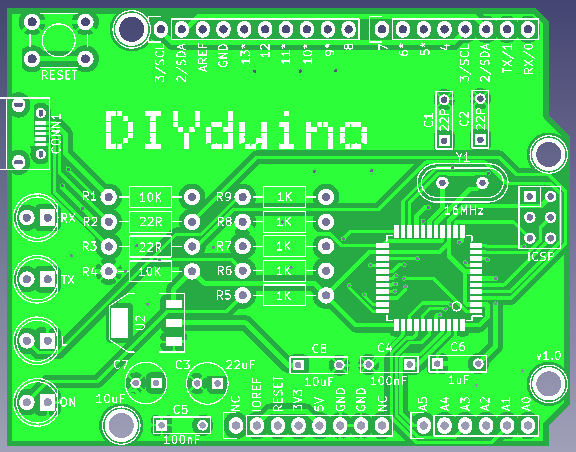 3/SCL 2/SDA AREF GND 13* 12 11* 10* 9* 8 7 6* 5* 4 3/SCL 2/SDA TX/1 RX/0
RESET
CONN1
DIYduino
C1 22P C2 22P
Y1
16MHz
R1 10K R9 1K
RX R2 22R R8 1K
R3 22R R7 1K
ICSP
TX R4 10K R6 1K
R5 1K
U2
L
v1.0
C7 C3 22uF C8 C4 C6
10uF 100nF 1uF
ON 10uF
C5
100nF
NC IOREF RESET 3V3 5V GND GND NC A5 A4 A3 A2 A1 A0